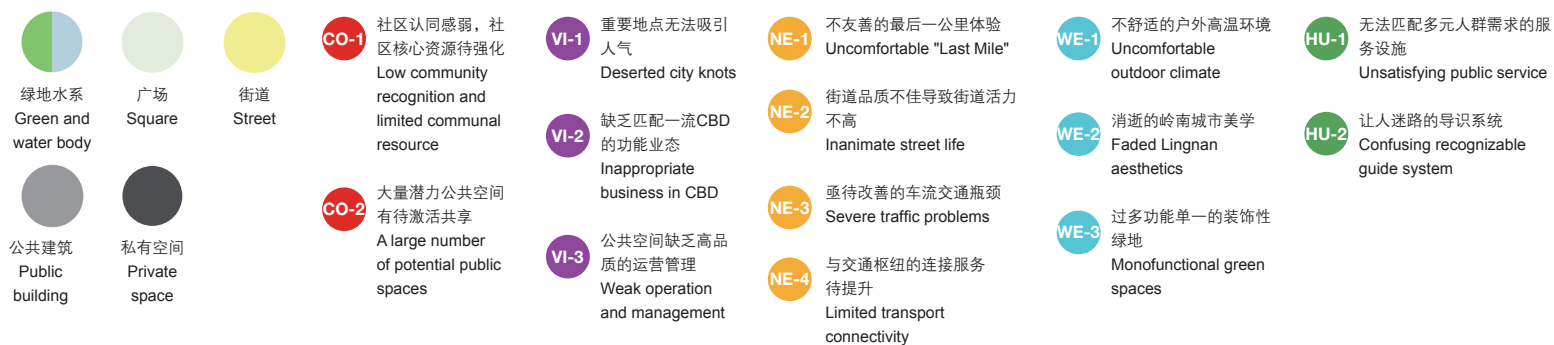 绿地水系
Green and
water body
广场
Square
街道
Street
公共建筑
Public
building
私有空间
Private
space
CO-1
社区认同感弱，社
区核心资源待强化
Low community
recognition and
limited communal
resource
CO-2
大量潜力公共空间
有待激活共享
A large number
of potential public
spaces
VI-1
重要地点无法吸引
人气
Deserted city knots
VI-2
缺乏匹配一流CBD
的功能业态
Inappropriate
business in CBD
VI-3
公共空间缺乏高品
质的运营管理
Weak operation
and management
NE-1
不友善的最后一公里体验
Uncomfortable "Last Mile"
NE-2
街道品质不佳导致街道活力
不高
Inanimate street life
NE-3
亟待改善的车流交通瓶颈
Severe traffic problems
NE-4
与交通枢纽的连接服务
待提升
Limited transport
connectivity
WE-1
不舒适的户外高温环境
Uncomfortable
outdoor climate
WE-2
消逝的岭南城市美学
Faded Lingnan
aesthetics
WE-3
过多功能单一的装饰性
绿地
Monofunctional green
spaces
HU-1
无法匹配多元人群需求的服
务设施
Unsatisfying public service
HU-2
让人迷路的导识系统
Confusing recognizable
guide system